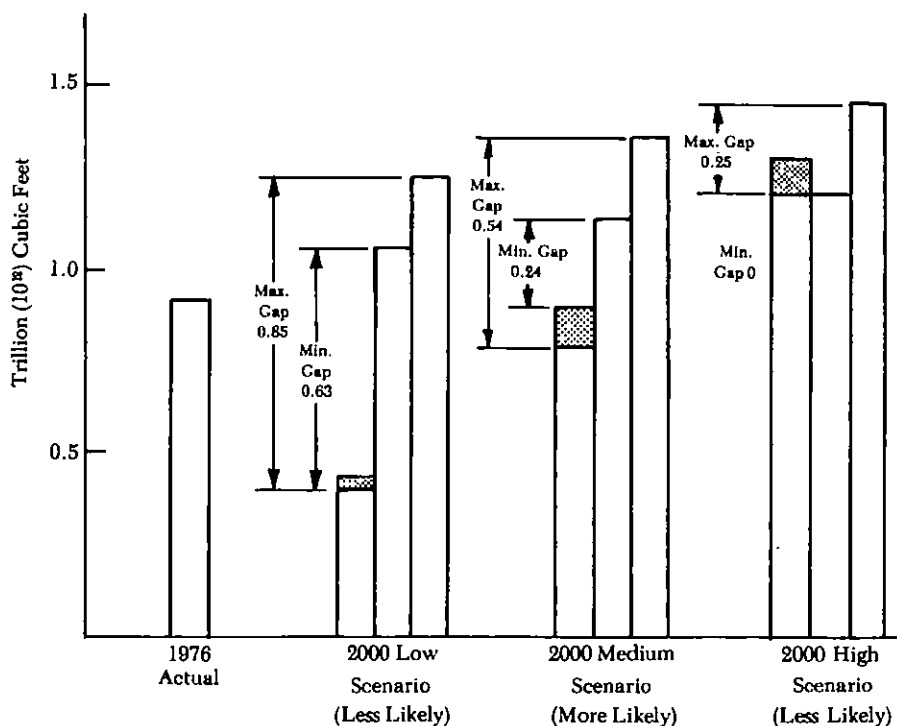 Trillion (10¹²) Cubic Feet
1.5
1.0
0.5
Max.
Gap
0.85
Min.
Gap
0.63
Max.
Gap
0.54
Min. Gap
0.24
Max. Gap
0.25
Min.
Gap 0
1976
Actual
2000 Low
Scenario
(Less Likely)
2000 Medium
Scenario
(More Likely)
2000 High
Scenario
(Less Likely)